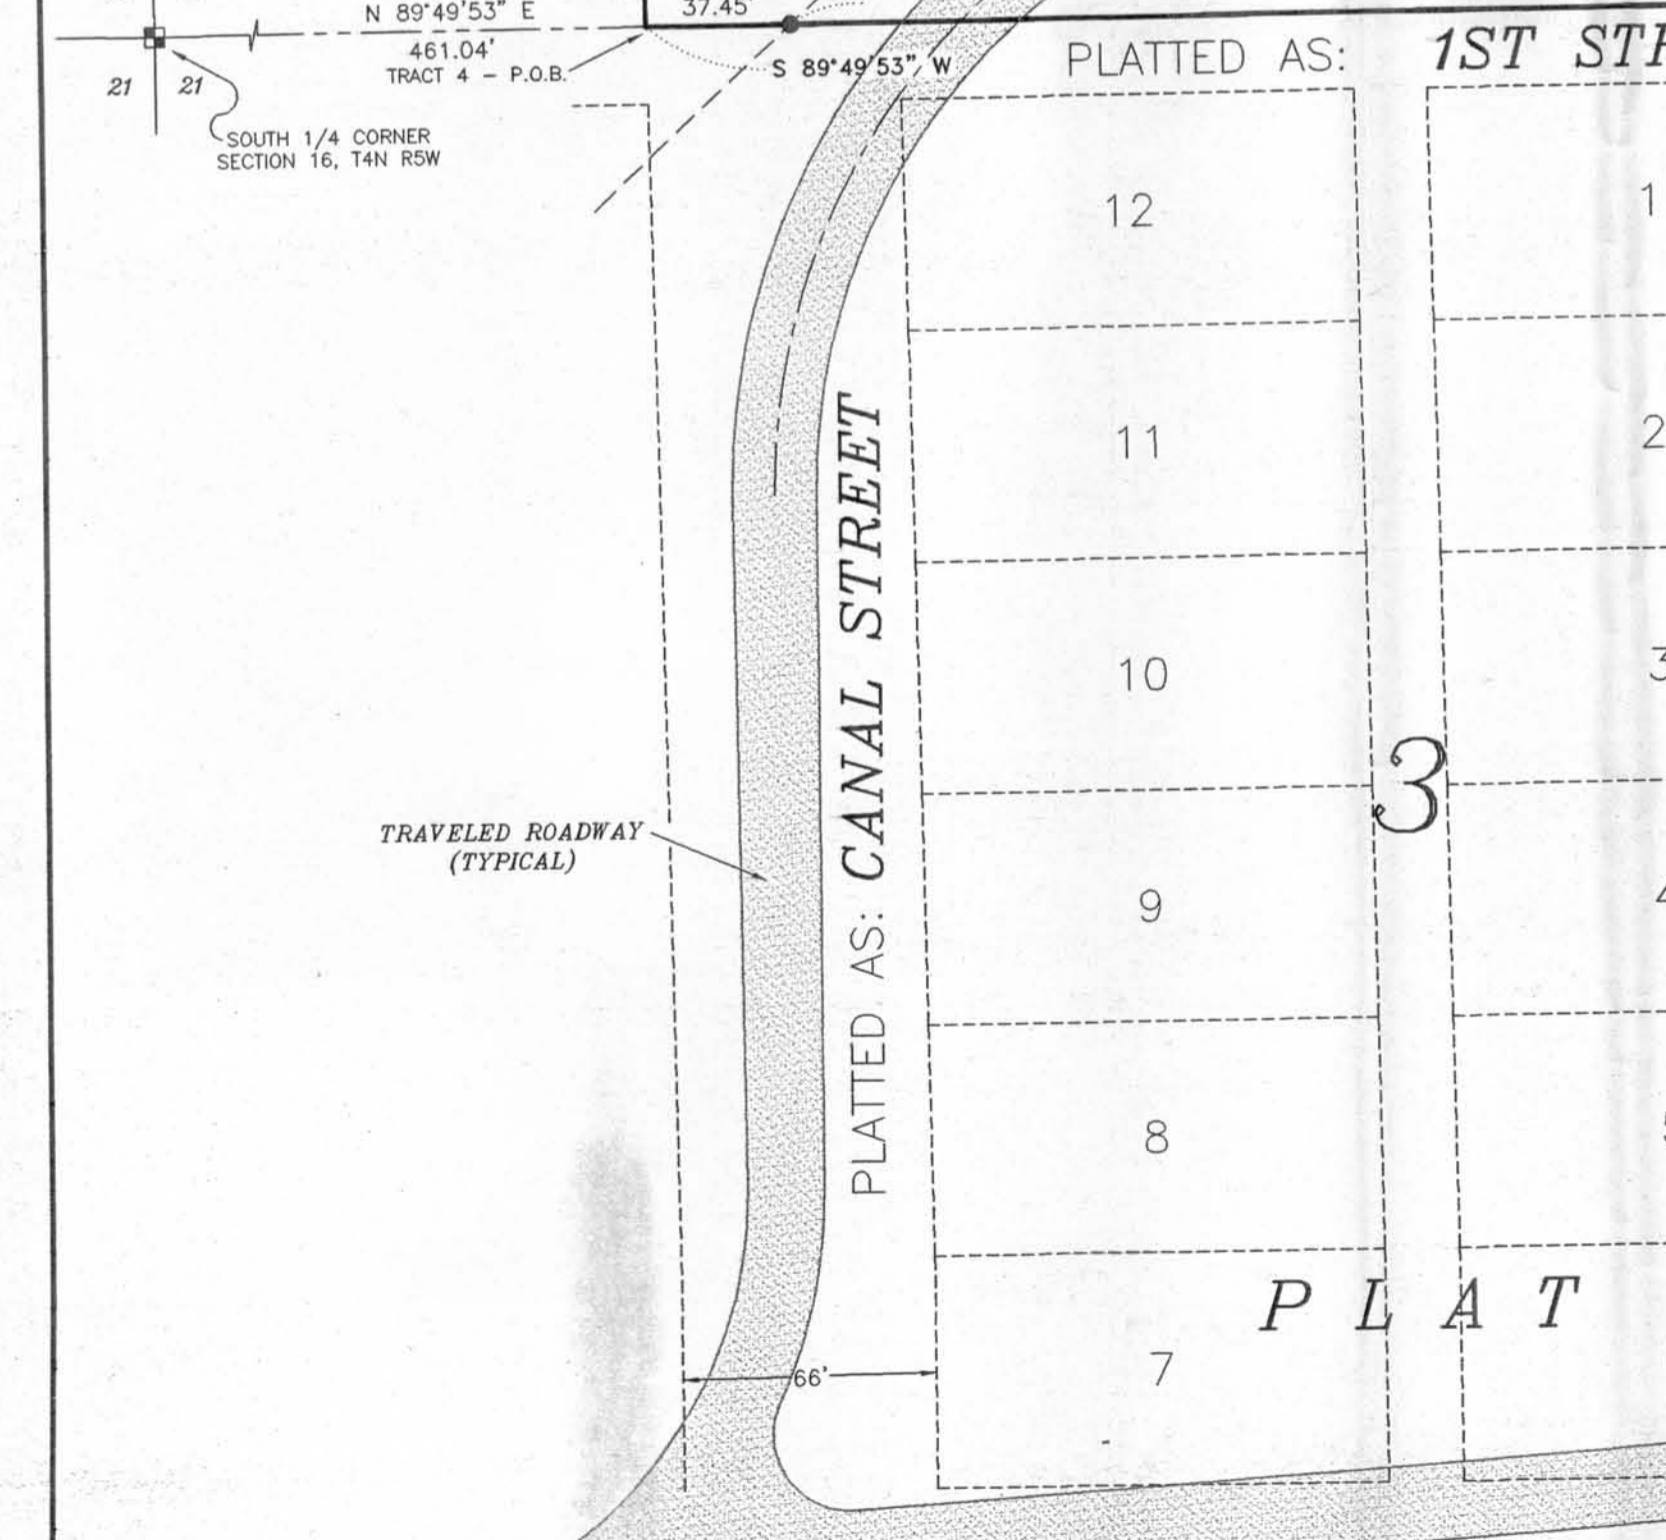 N 89°49'53" E
461.04'
TRACT 4 - P.O.B.
37.45'
S 89°49'53" W
21 21
SOUTH 1/4 CORNER
SECTION 16, T4N R5W
PLATTED AS: 1ST
12
11
10
9
8
7
1
2
3
4
3
PLATTED AS: CANAL STREET
TRAVELED ROADWAY
(TYPICAL)
66'
P L A T